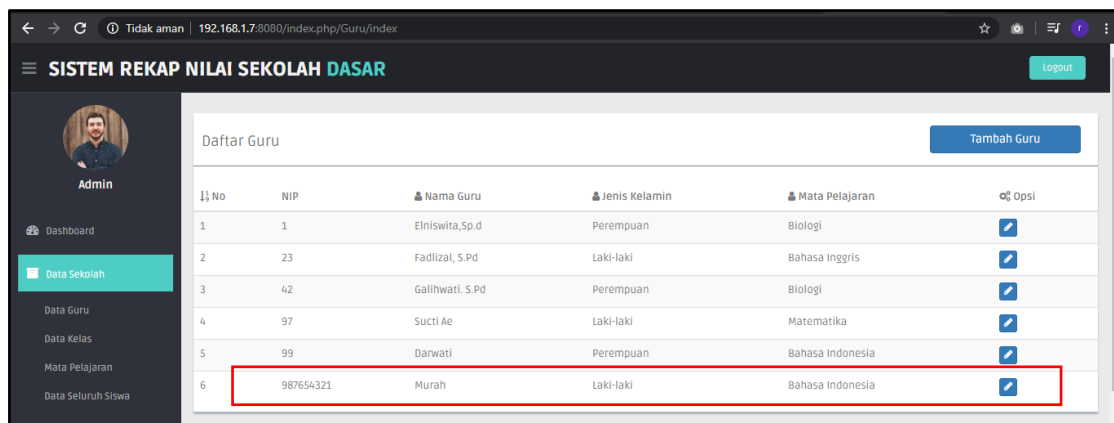 Tidak aman | 192.168.1.7:8080/index.php/Guru/index
r
SISTEM REKAP NILAI SEKOLAH DASAR
Logout
Admin
Dashboard
Data Sekolah
Data Guru
Data Kelas
Mata Pelajaran
Data Seluruh Siswa
Daftar Guru
Tambah Guru
No NIP Nama Guru Jenis Kelamin Mata Pelajaran Opsi
1 1 Elniswita,Sp.d Perempuan Biologi
2 23 Fadlizal, S.Pd Laki-laki Bahasa Inggris
3 42 Galihwati. S.Pd Perempuan Biologi
4 97 Sucti Ae Laki-laki Matematika
5 99 Darwati Perempuan Bahasa Indonesia
6 987654321 Murah Laki-laki Bahasa Indonesia